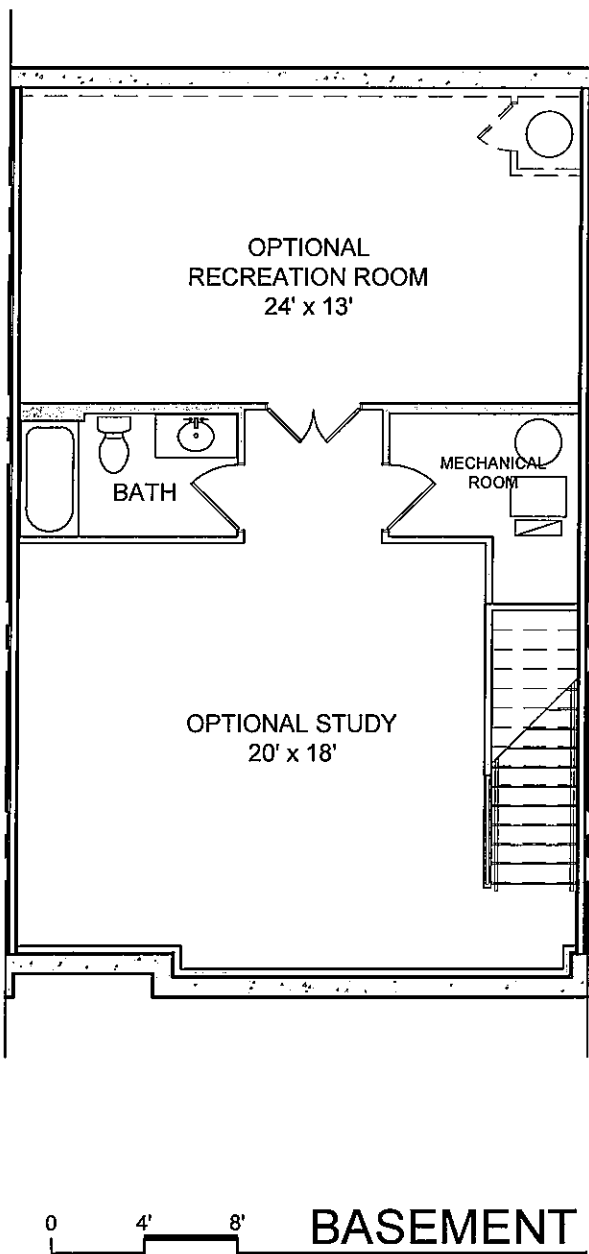 OPTIONAL
RECREATION ROOM
24' x 13'
MECHANICAL
ROOM
BATH
OPTIONAL STUDY
20' x 18'
0 4' 8' BASEMENT